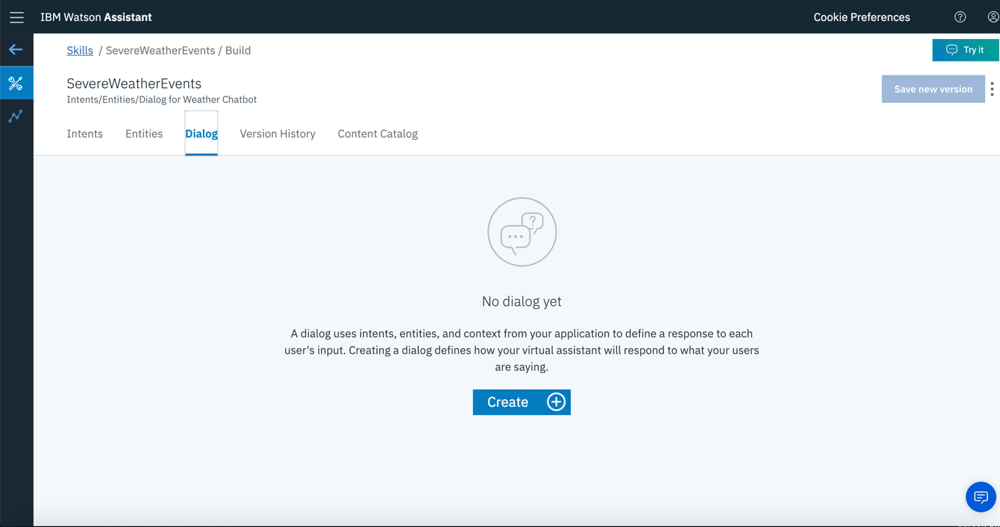 IBM Watson Assistant
Cookie Preferences
?
Skills / SevereWeatherEvents / Build
Try it
SevereWeatherEvents
Intents/Entities/Dialog for Weather Chatbot
Save new version
Intents
Entities
Dialog
Version History
Content Catalog
?
No dialog yet
A dialog uses intents, entities, and context from your application to define a response to each
user's input. Creating a dialog defines how your virtual assistant will respond to what your users
are saying.
Create